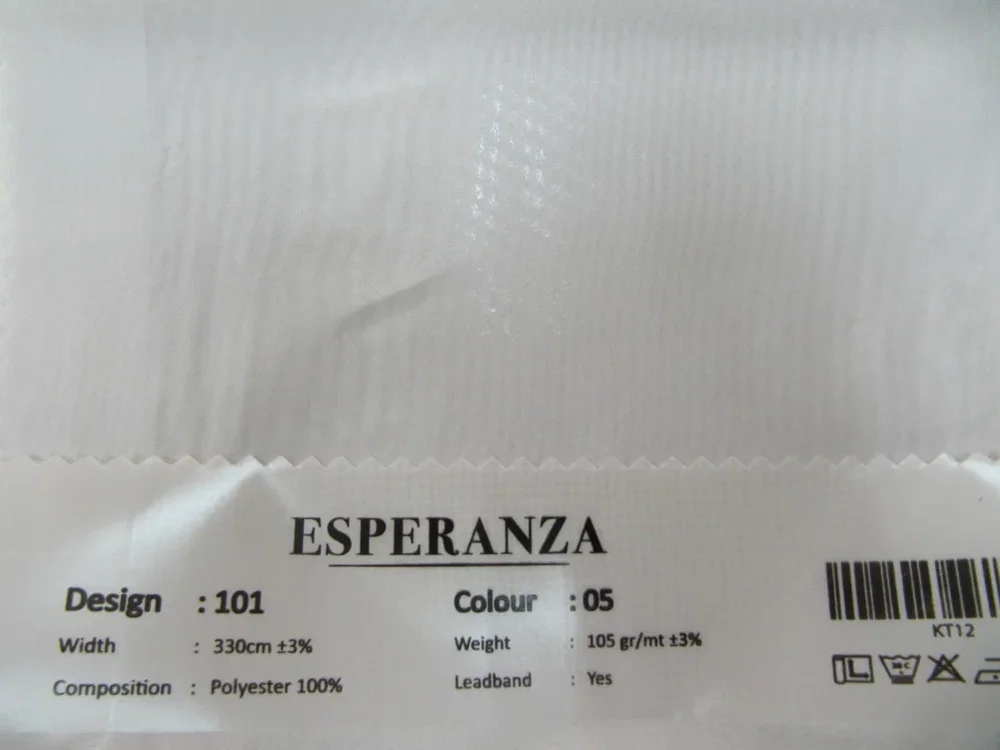 ESPERANZA
Design : 101 Colour : 05
Width : 330cm ±3% Weight : 105 gr/mt ±3%
Composition : Polyester 100% Leadband : Yes
KT12